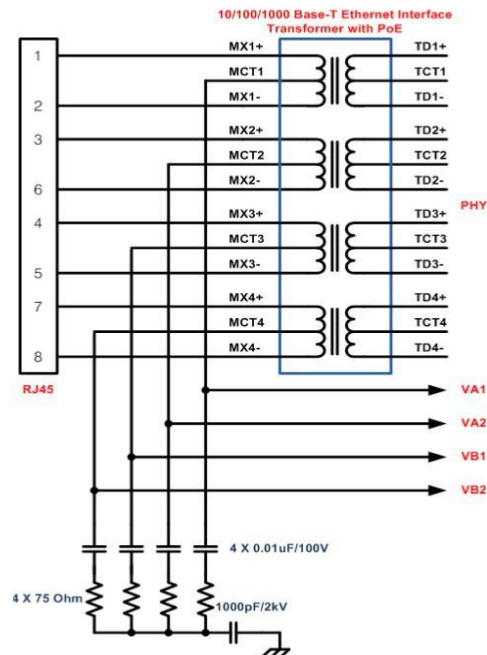 10/100/1000 Base-T Ethernet Interface
Transformer with PoE
1
MX1+
TD1+
MCT1
TCT1
2
MX1-
TD1-
3
MX2+
TD2+
MCT2
TCT2
6
MX2-
TD2-
4
MX3+
TD3+
PHY
MCT3
TCT3
5
MX3-
TD3-
7
MX4+
TD4+
MCT4
TCT4
8
MX4-
TD4-
RJ45
VA1
VA2
VB1
VB2
4 X 0.01uF/100V
4 X 75 Ohm
1000pF/2kV